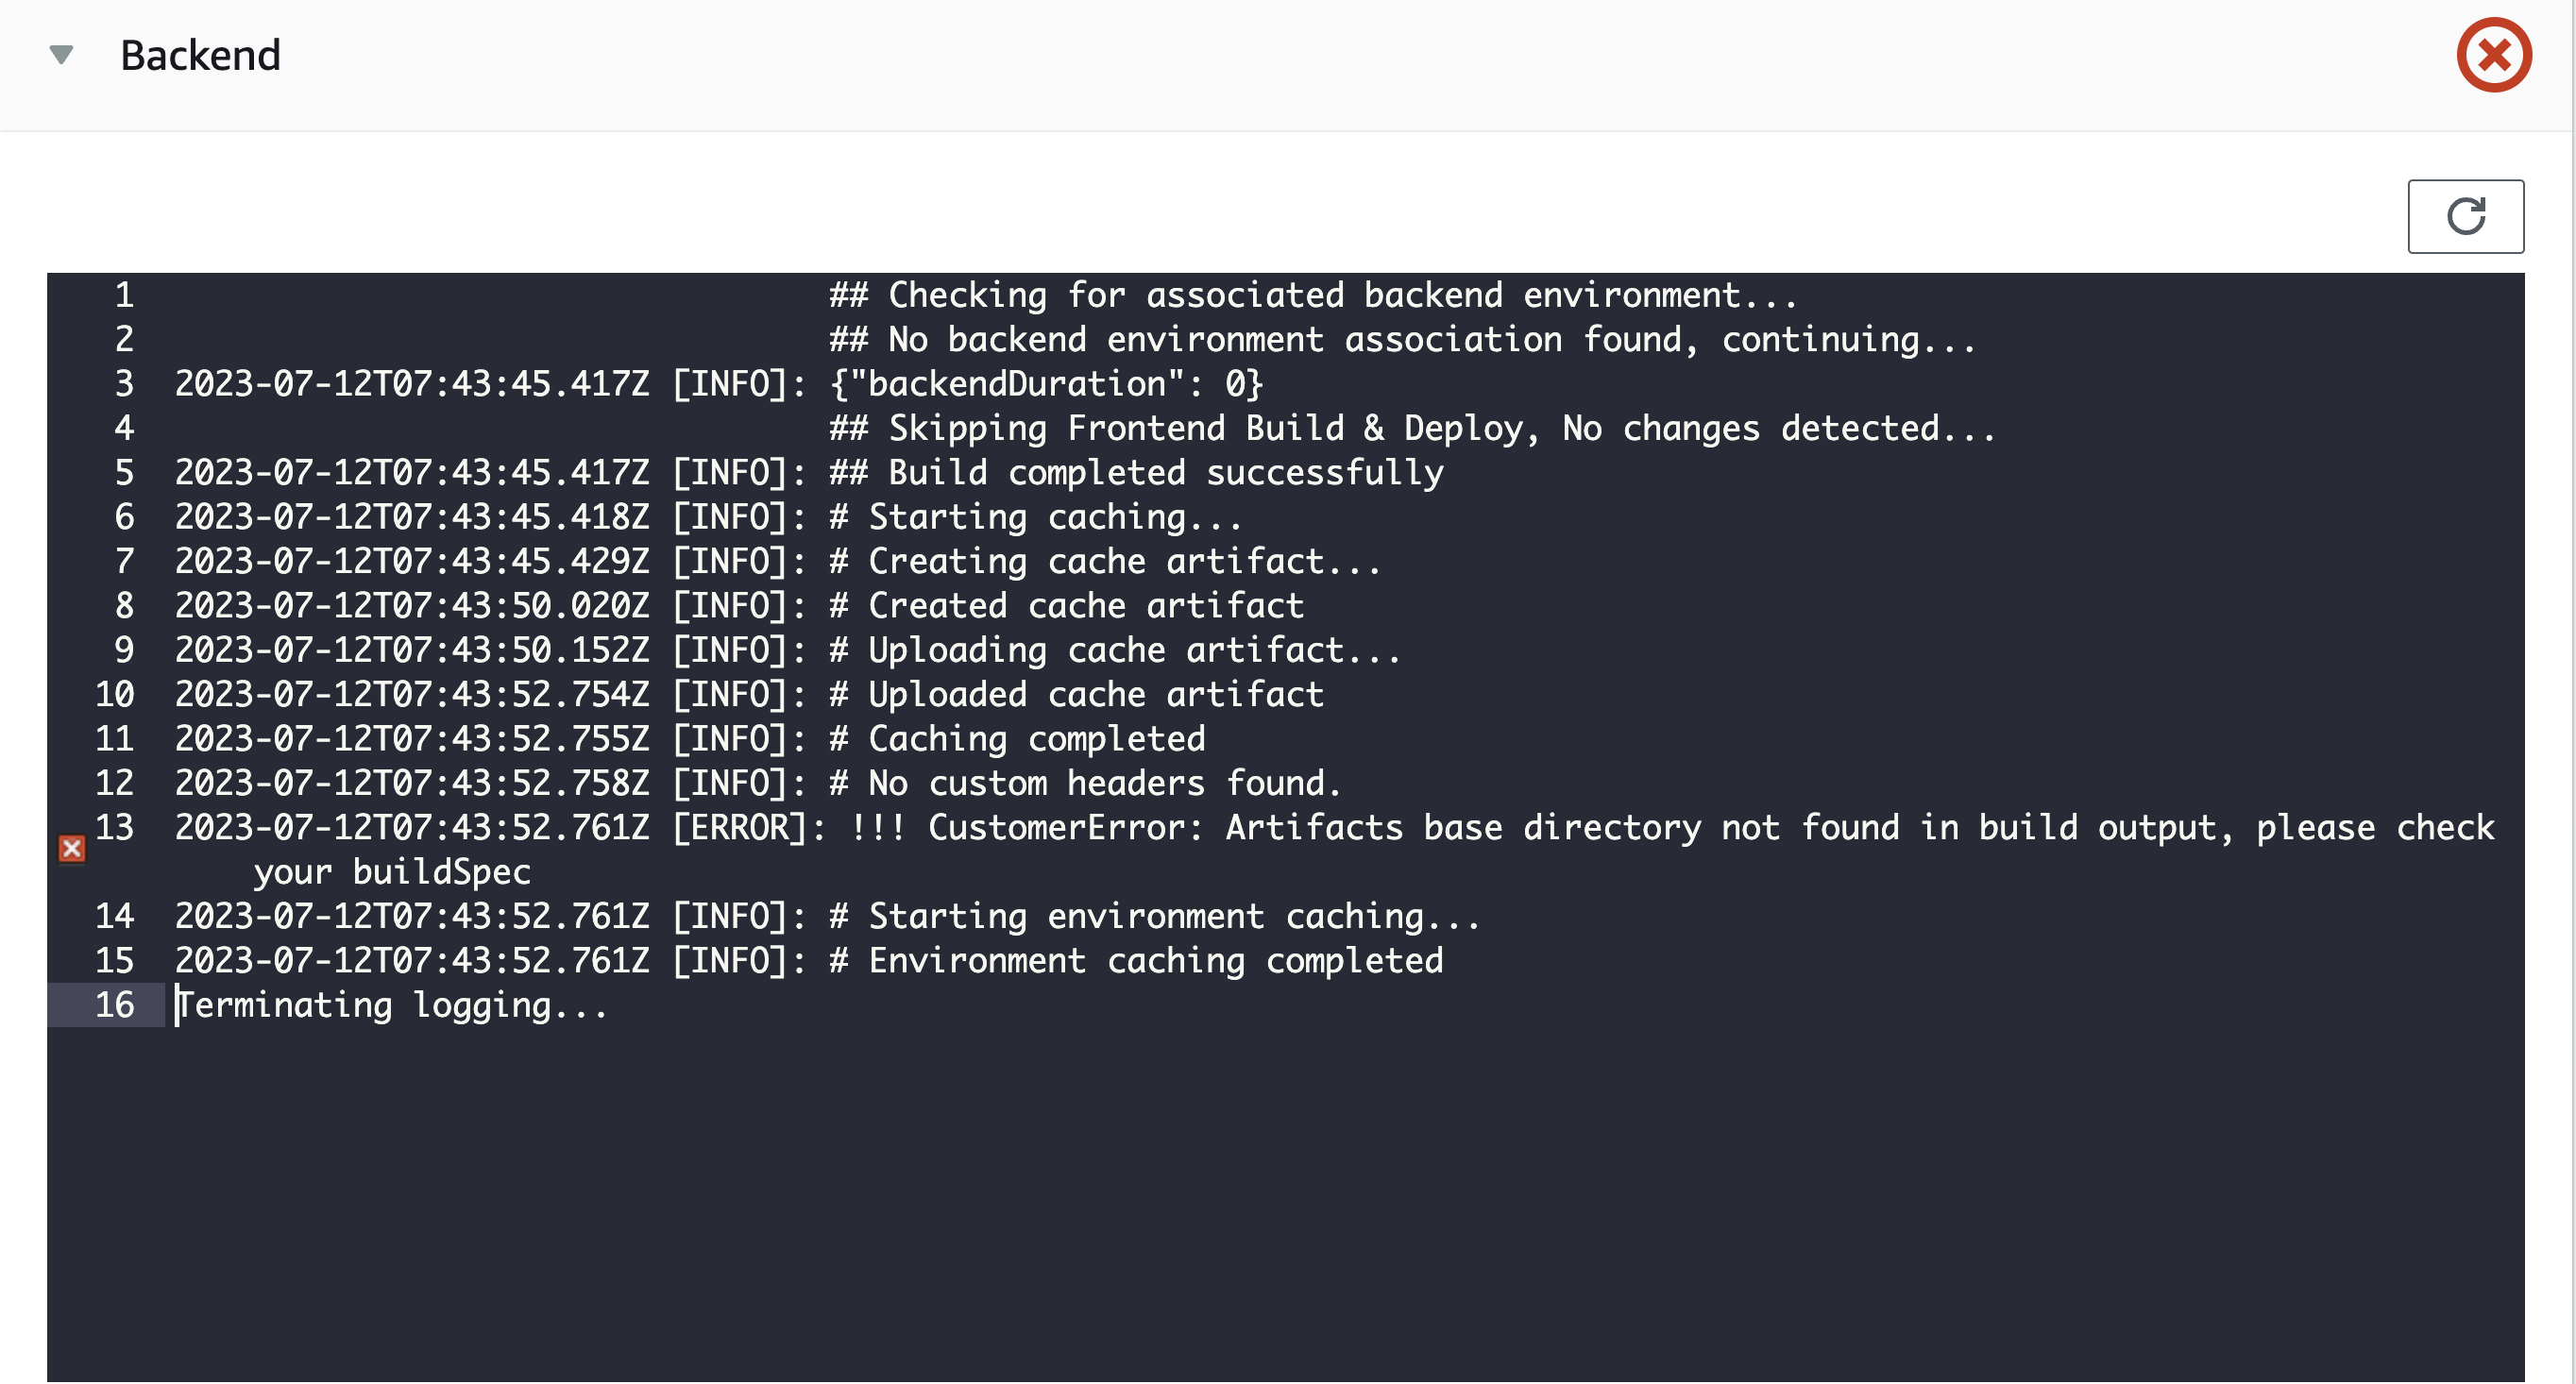 Backend
1 ## Checking for associated backend environment...
2 ## No backend environment association found, continuing...
3 2023-07-12T07:43:45.417Z [INFO]: {"backendDuration": 0}
4 ## Skipping Frontend Build & Deploy, No changes detected...
5 2023-07-12T07:43:45.417Z [INFO]: ## Build completed successfully
6 2023-07-12T07:43:45.418Z [INFO]: # Starting caching...
7 2023-07-12T07:43:45.429Z [INFO]: # Creating cache artifact...
8 2023-07-12T07:43:50.020Z [INFO]: # Created cache artifact
9 2023-07-12T07:43:50.152Z [INFO]: # Uploading cache artifact...
10 2023-07-12T07:43:52.754Z [INFO]: # Uploaded cache artifact
11 2023-07-12T07:43:52.755Z [INFO]: # Caching completed
12 2023-07-12T07:43:52.758Z [INFO]: # No custom headers found.
13 2023-07-12T07:43:52.761Z [ERROR]: !!! CustomerError: Artifacts base directory not found in build output, please check
your buildSpec
14 2023-07-12T07:43:52.761Z [INFO]: # Starting environment caching...
15 2023-07-12T07:43:52.761Z [INFO]: # Environment caching completed
16 Terminating logging...